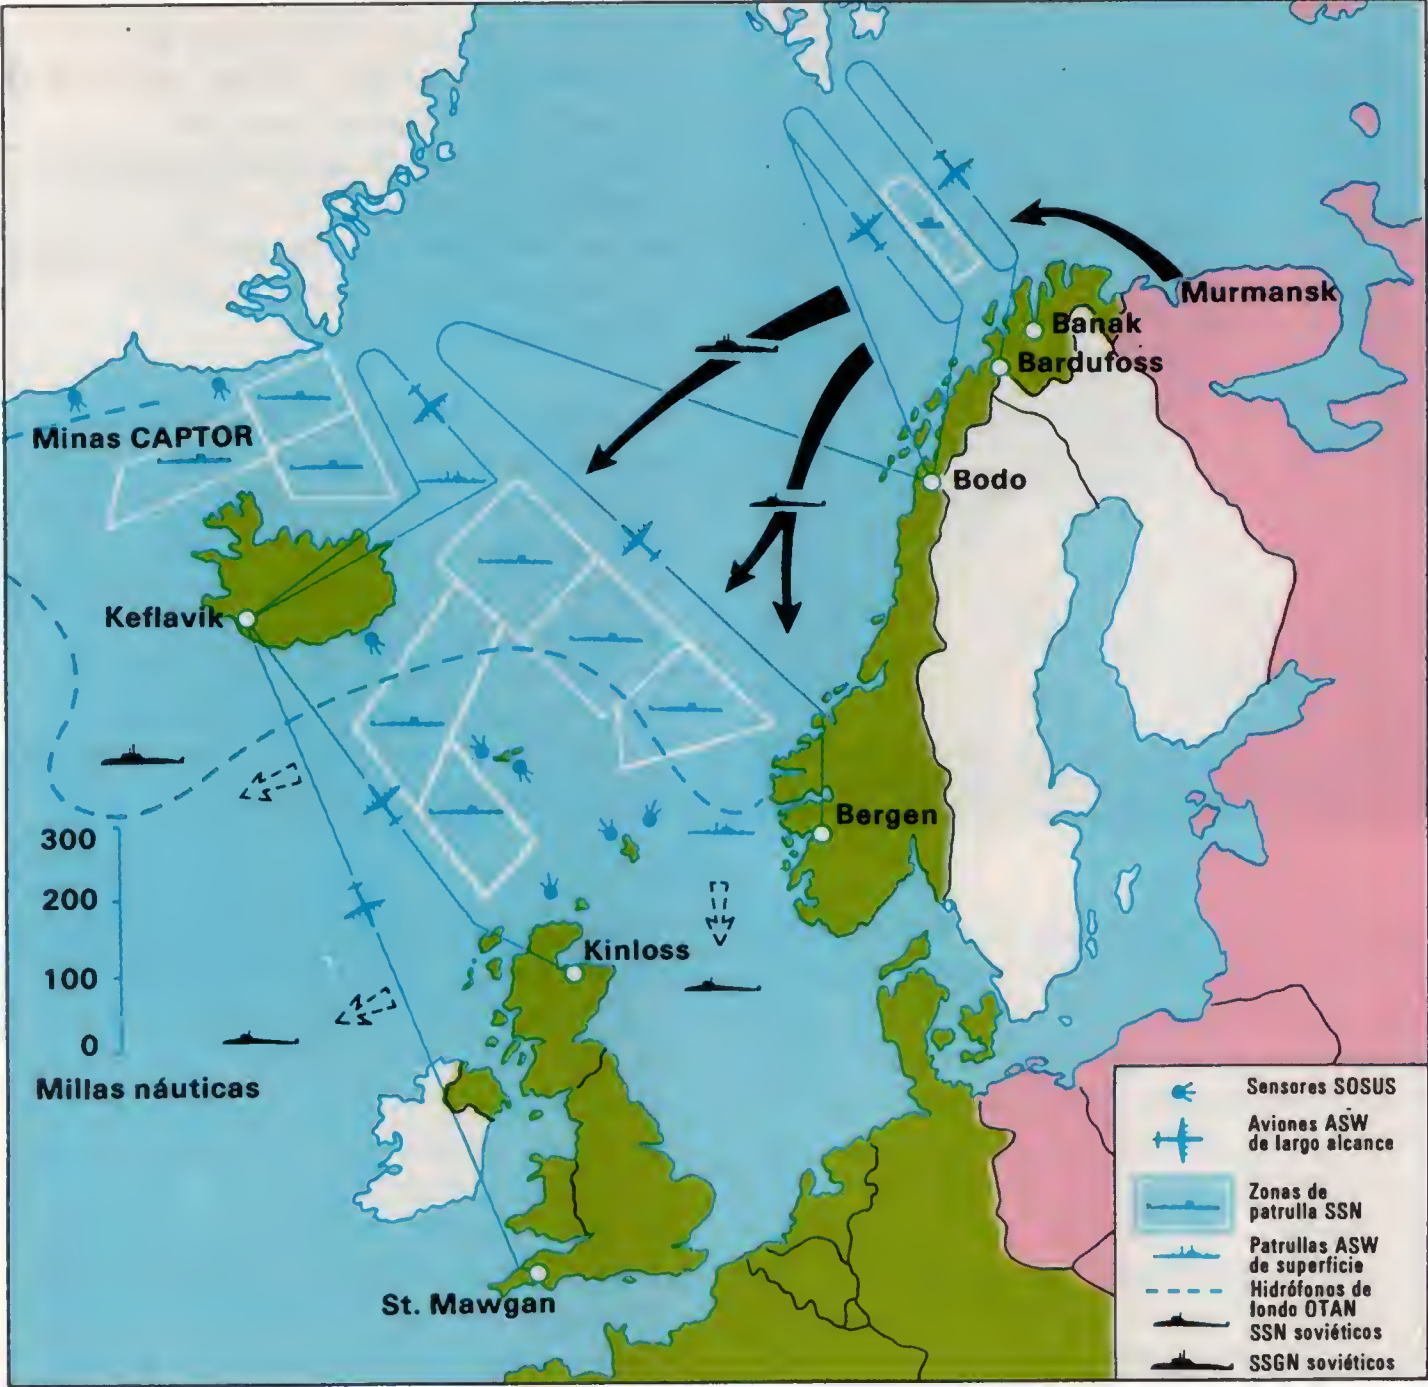 Murmansk
Banak
Bardufoss
Minas CAPTOR
Bodo
Keflavik
Bergen
300
200
100
0
Millas náuticas
Kinloss
St. Mawgan
Sensores SOSUS
Aviones ASW
de largo alcance
Zonas de
patrulla SSN
Patrullas ASW
de superficie
Hidrófonos de
fondo OTAN
SSN soviéticos
SSGN soviéticos